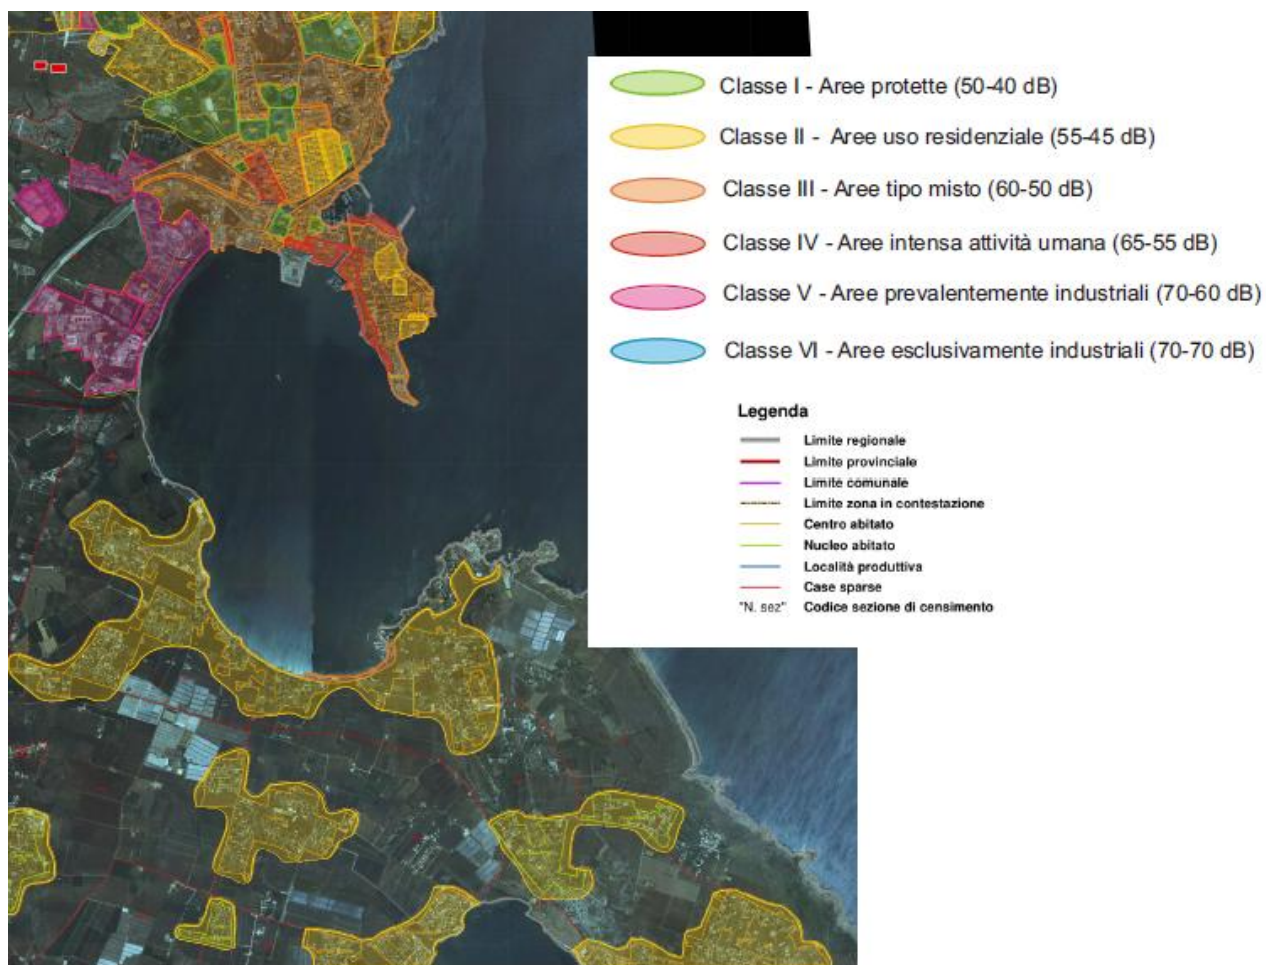 Classe I - Aree protette (50-40 dB)
Classe II - Aree uso residenziale (55-45 dB)
Classe III - Aree tipo misto (60-50 dB)
Classe IV - Aree intensa attività umana (65-55 dB)
Classe V - Aree prevalentemente industriali (70-60 dB)
Classe VI - Aree esclusivamente industriali (70-70 dB)
Legenda
Limite regionale
Limite provinciale
Limite comunale
Limite zona in contestazione
Centro abitato
Nucleo abitato
Località produttiva
Case sparse
"N. sez" Codice sezione di censimento